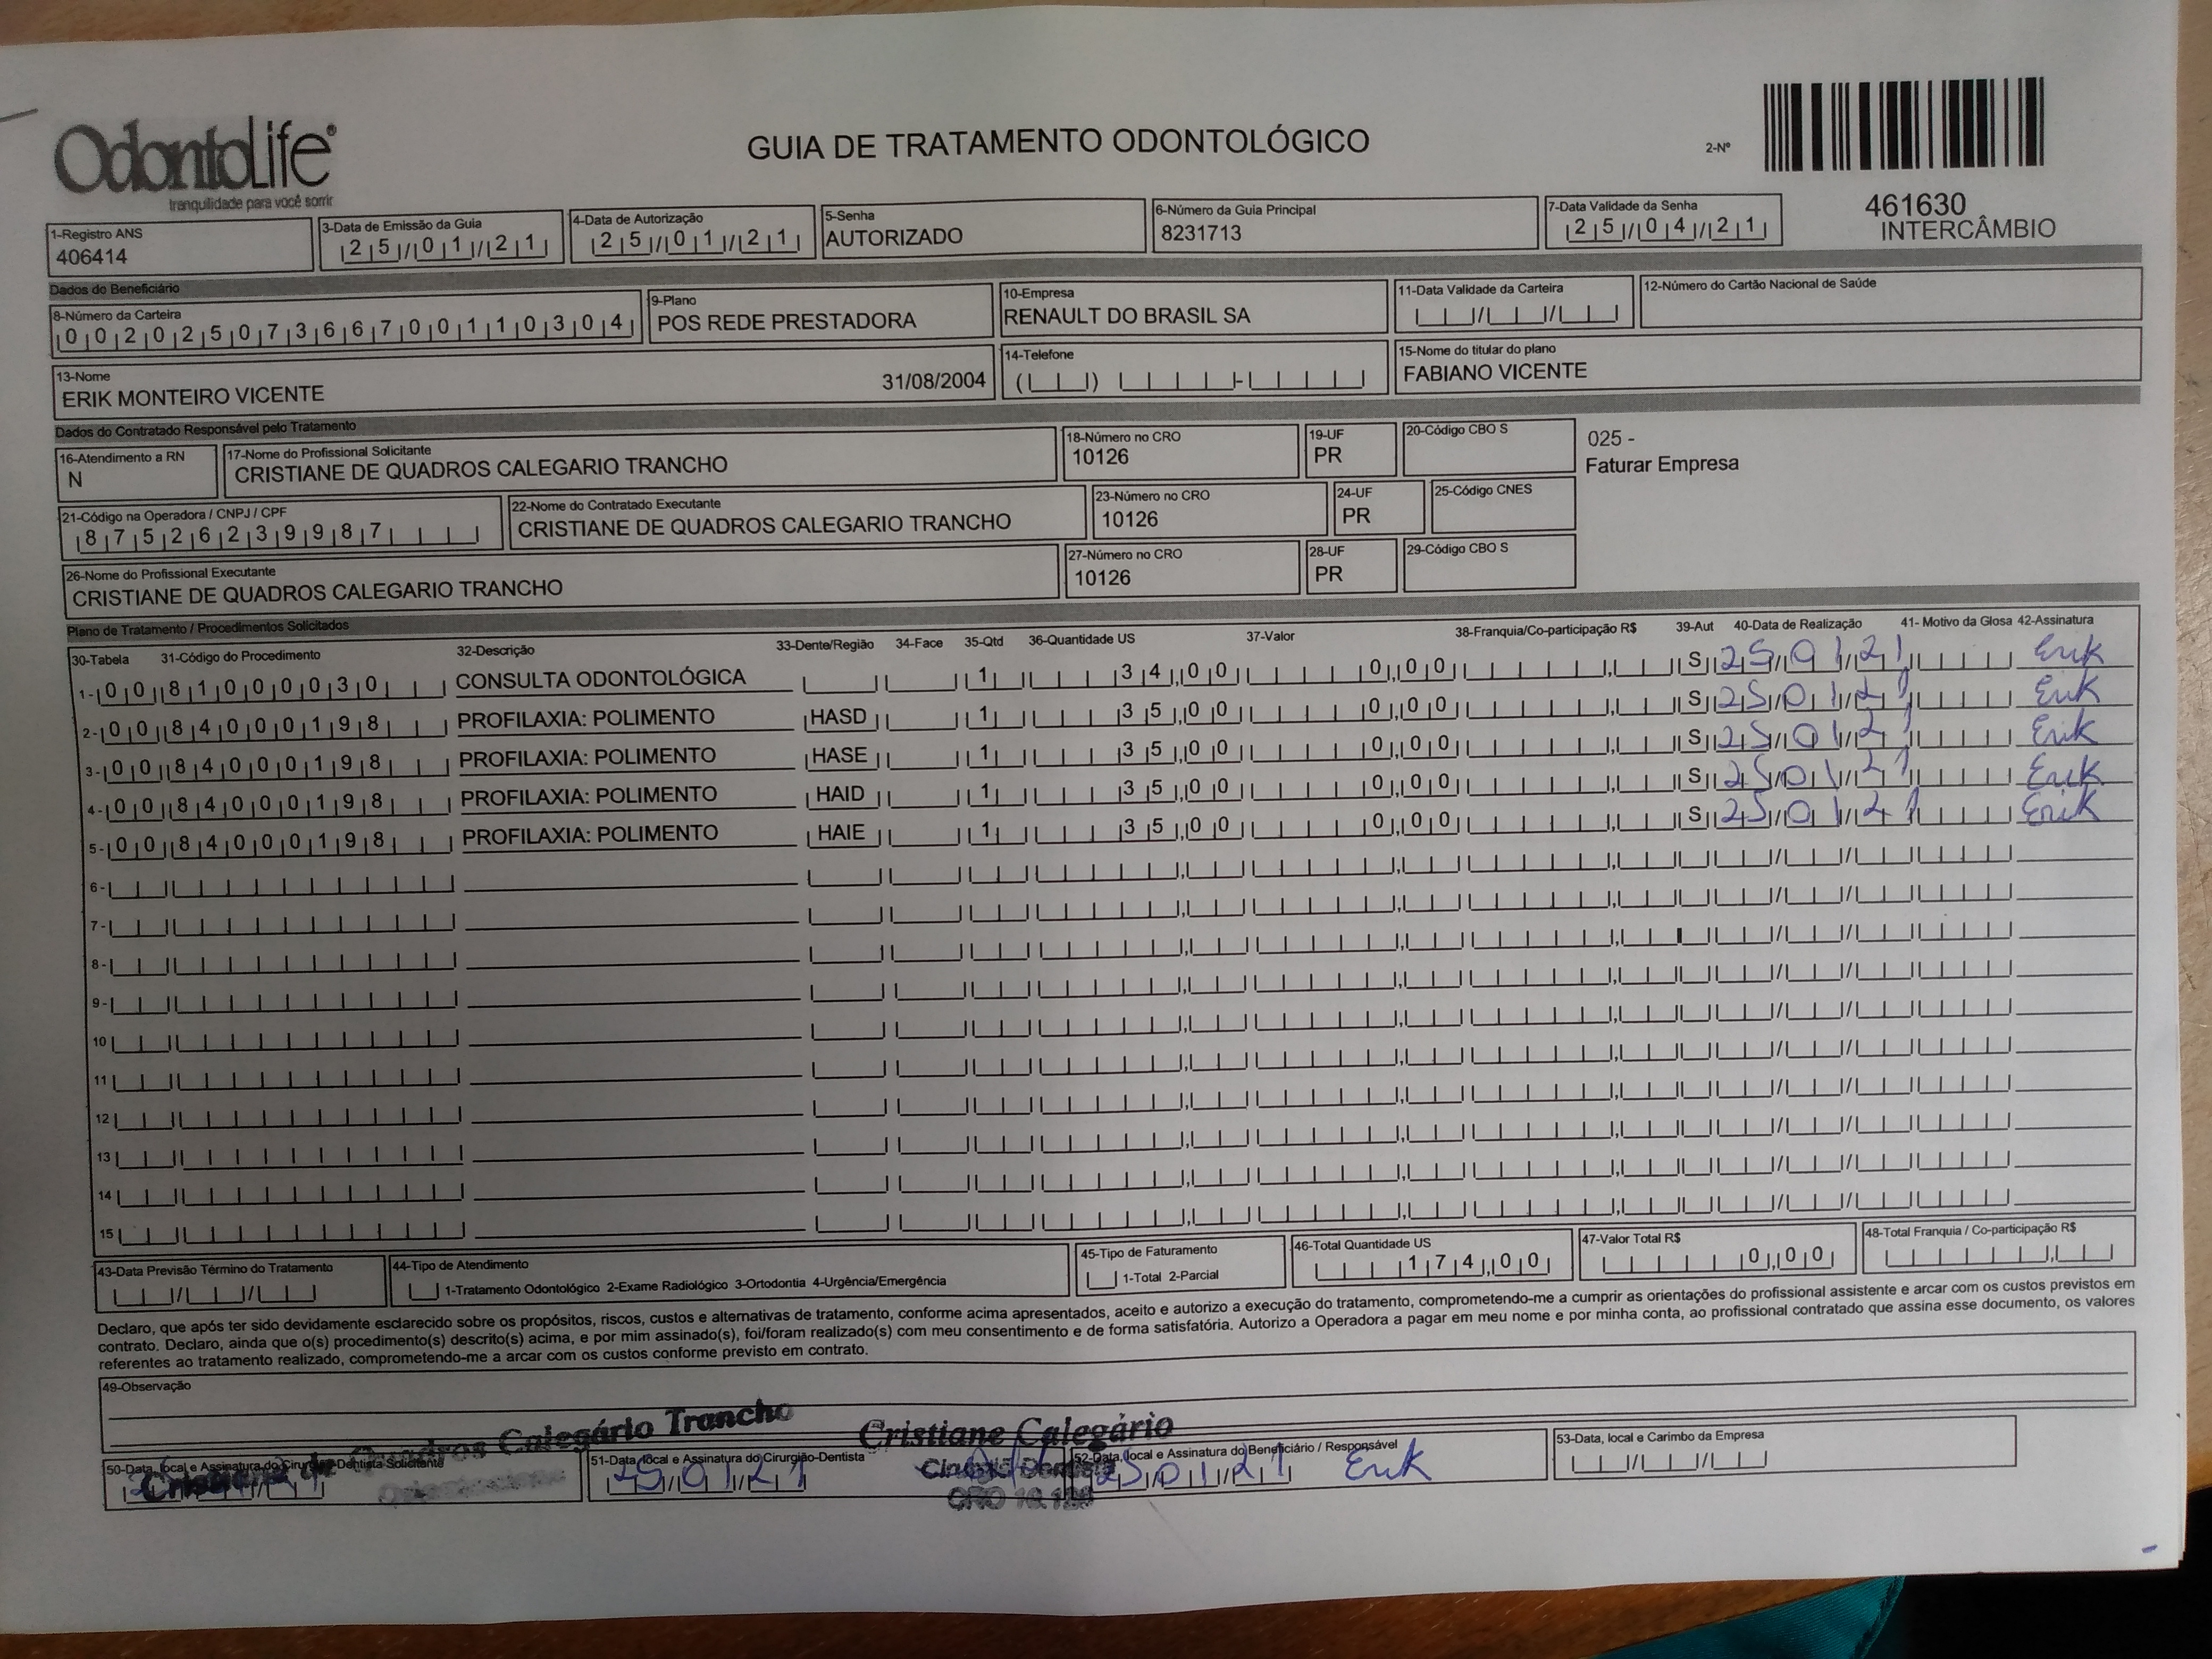 OdontoLife®
tranquilidade para você sorrir
GUIA DE TRATAMENTO ODONTOLÓGICO
2-Nº
461630
INTERCÂMBIO
1-Registro ANS
406414
3-Data de Emissão da Guia
25/01/21
4-Data de Autorização
25/01/21
5-Senha
AUTORIZADO
6-Número da Guia Principal
8231713
7-Data Validade da Senha
25/04/21
Dados do Beneficiário
8-Número da Carteira
00202507366700110304
9-Plano
POS REDE PRESTADORA
10-Empresa
RENAULT DO BRASIL SA
11-Data Validade da Carteira
12-Número do Cartão Nacional de Saúde
13-Nome
ERIK MONTEIRO VICENTE 31/08/2004
14-Telefone
15-Nome do titular do plano
FABIANO VICENTE
Dados do Contratado Responsável pelo Tratamento
16-Atendimento a RN
N
17-Nome do Profissional Solicitante
CRISTIANE DE QUADROS CALEGARIO TRANCHO
18-Número no CRO
10126
19-UF
PR
20-Código CBO S
025 -
Faturar Empresa
21-Código na Operadora / CNPJ / CPF
87526239987
22-Nome do Contratado Executante
CRISTIANE DE QUADROS CALEGARIO TRANCHO
23-Número no CRO
10126
24-UF
PR
25-Código CNES
26-Nome do Profissional Executante
CRISTIANE DE QUADROS CALEGARIO TRANCHO
27-Número no CRO
10126
28-UF
PR
29-Código CBO S
Plano de Tratamento / Procedimentos Solicitados
30-Tabela 31-Código do Procedimento 32-Descrição 33-Dente/Região 34-Face 35-Qtd 36-Quantidade US 37-Valor 38-Franquia/Co-participação R$ 39-Aut 40-Data de Realização 41- Motivo da Glosa 42-Assinatura
1- 00 81000030 CONSULTA ODONTOLÓGICA 1 34,00 0,00 S 25/01/21 Erik
2- 00 84000198 PROFILAXIA: POLIMENTO HASD 1 35,00 0,00 S 25/01/21 Erik
3- 00 84000198 PROFILAXIA: POLIMENTO HASE 1 35,00 0,00 S 25/01/21 Erik
4- 00 84000198 PROFILAXIA: POLIMENTO HAID 1 35,00 0,00 S 25/01/21 Erik
5- 00 84000198 PROFILAXIA: POLIMENTO HAIE 1 35,00 0,00 S 25/01/21 Erik
6-
7-
8-
9-
10
11
12
13
14
15
43-Data Previsão Término do Tratamento
44-Tipo de Atendimento
1-Tratamento Odontológico 2-Exame Radiológico 3-Ortodontia 4-Urgência/Emergência
45-Tipo de Faturamento
1-Total 2-Parcial
46-Total Quantidade US
174,00
47-Valor Total R$
0,00
48-Total Franquia / Co-participação R$
Declaro, que após ter sido devidamente esclarecido sobre os propósitos, riscos, custos e alternativas de tratamento, conforme acima apresentados, aceito e autorizo a execução do tratamento, comprometendo-me a cumprir as orientações do profissional assistente e arcar com os custos previstos em
contrato. Declaro, ainda que o(s) procedimento(s) descrito(s) acima, e por mim assinado(s), foi/foram realizado(s) com meu consentimento e de forma satisfatória. Autorizo a Operadora a pagar em meu nome e por minha conta, ao profissional contratado que assina esse documento, os valores
referentes ao tratamento realizado, comprometendo-me a arcar com os custos conforme previsto em contrato.
49-Observação
Cristiane de Quadros Calegário Trancho
Cristiane Calegário
50-Data, local e Assinatura do Cirurgião-Dentista Solicitante
51-Data, local e Assinatura do Cirurgião-Dentista
25/01/21
Cirurgiã Dentista
CRO 10.126
52-Data, local e Assinatura do Beneficiário / Responsável
25/01/21 Erik
53-Data, local e Carimbo da Empresa